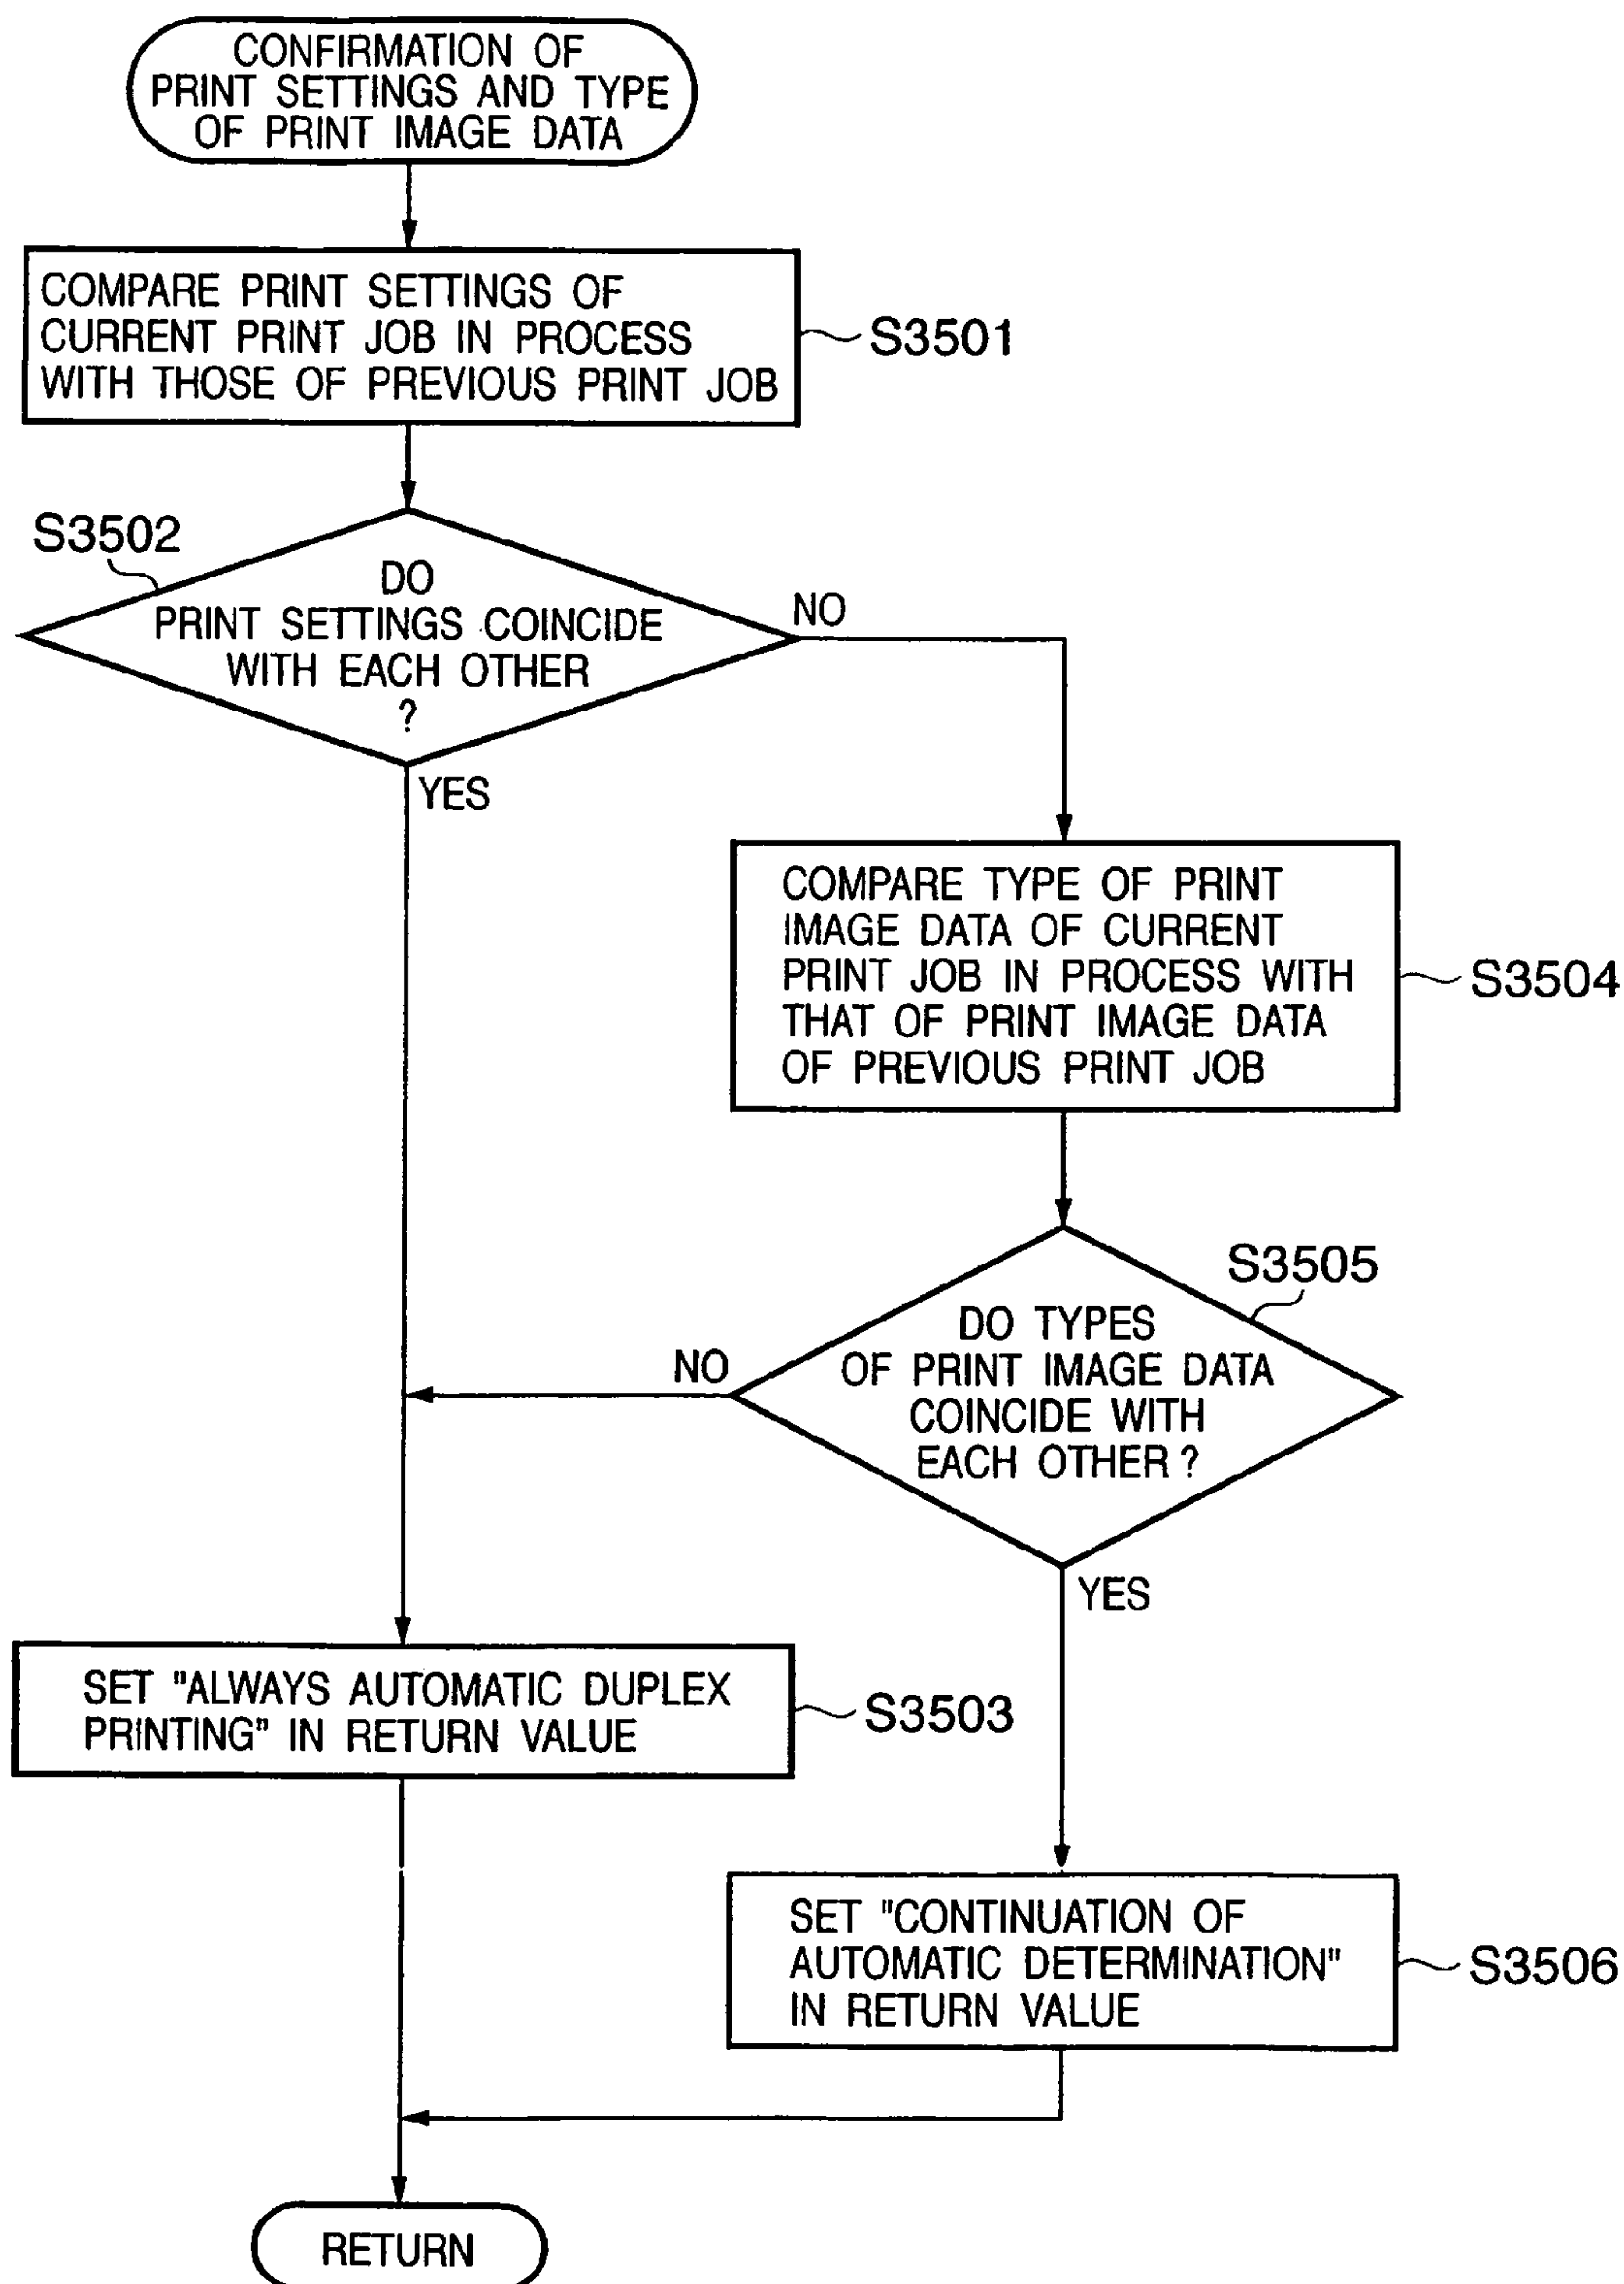 CONFIRMATION OF
PRINT SETTINGS AND TYPE
OF PRINT IMAGE DATA
COMPARE PRINT SETTINGS OF
CURRENT PRINT JOB IN PROCESS
WITH THOSE OF PREVIOUS PRINT JOB
S3501
S3502
DO
PRINT SETTINGS COINCIDE
WITH EACH OTHER
?
NO
YES
COMPARE TYPE OF PRINT
IMAGE DATA OF CURRENT
PRINT JOB IN PROCESS WITH
THAT OF PRINT IMAGE DATA
OF PREVIOUS PRINT JOB
S3504
S3505
DO TYPES
OF PRINT IMAGE DATA
COINCIDE WITH
EACH OTHER ?
NO
YES
SET "ALWAYS AUTOMATIC DUPLEX
PRINTING" IN RETURN VALUE
S3503
SET "CONTINUATION OF
AUTOMATIC DETERMINATION"
IN RETURN VALUE
S3506
RETURN